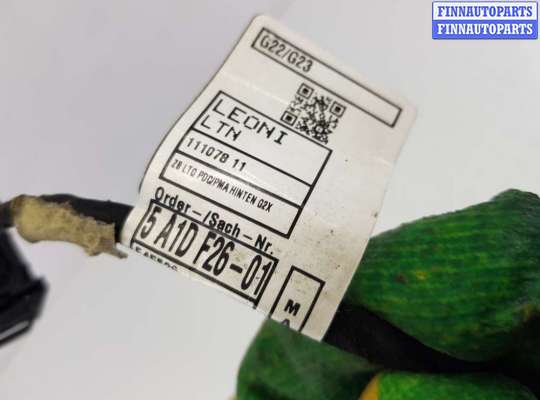 FINNAUTOPARTS
FINNAUTOPARTS
G22/G23
LEONI
LTN
111078 11
ZB LTG PDC/PMA HINTEN G2X
Order-/Sach-Nr.
5 A1D F26-01
M